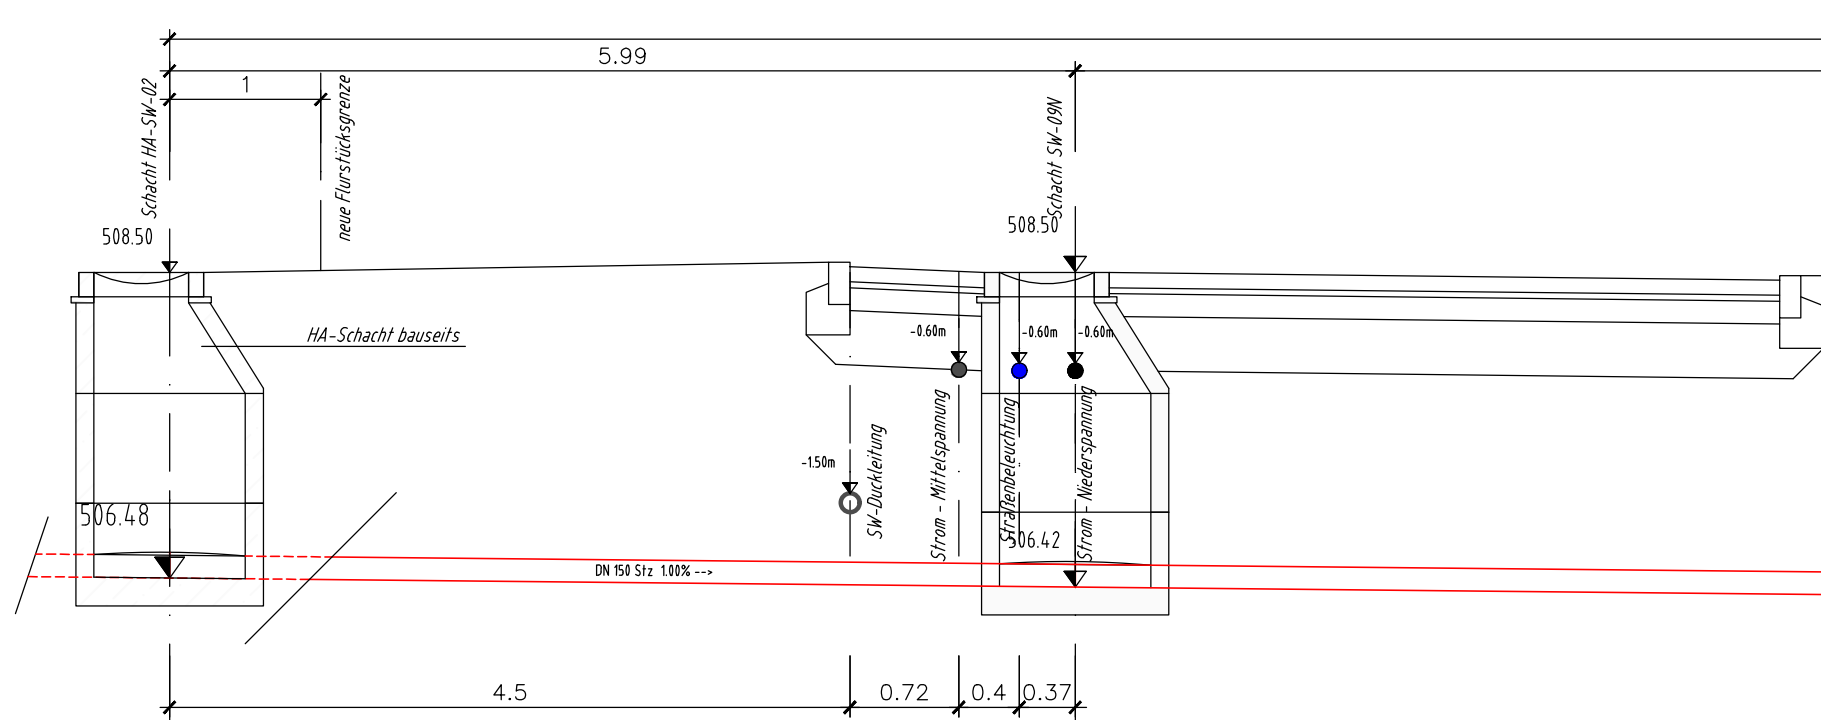 5.99
1
Schacht HA-SW-02
neue Flurstücksgrenze
Schacht SW-09N
508.50
508.50
HA-Schacht bauseits
-0.60m
-0.60m
-0.60m
-1.50m
SW-Duckleitung
Strom - Mittelspannung
Straßenbeleuchtung
Strom - Niederspannung
506.48
506.42
DN 150 Stz 1.00% -->
4.5
0.72
0.4
0.37